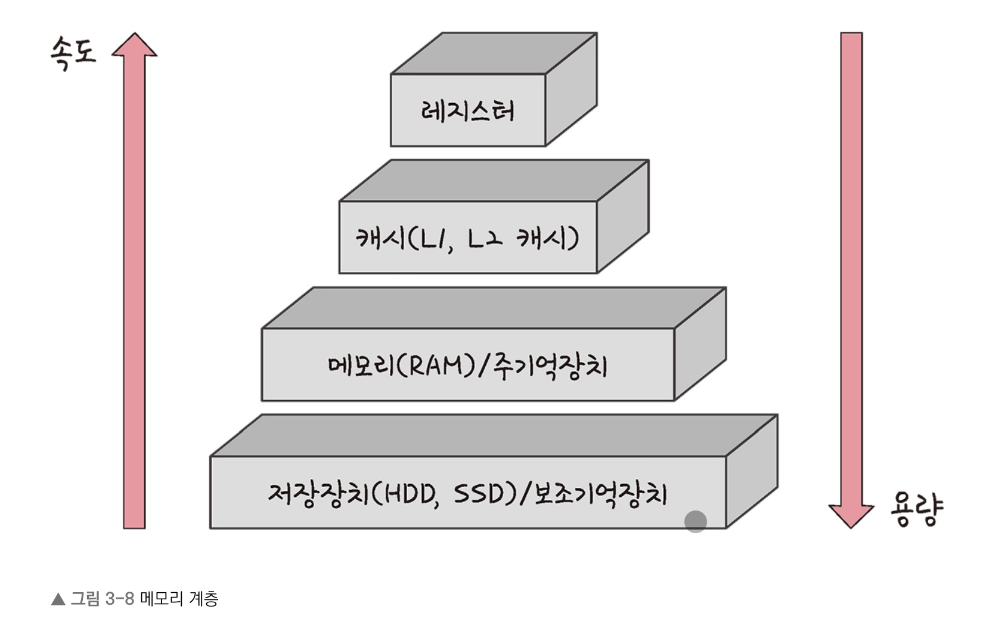 속도
레지스터
캐시(L1, L2 캐시)
메모리(RAM)/주기억장치
저장장치(HDD, SSD)/보조기억장치
용량
▲ 그림 3-8 메모리 계층